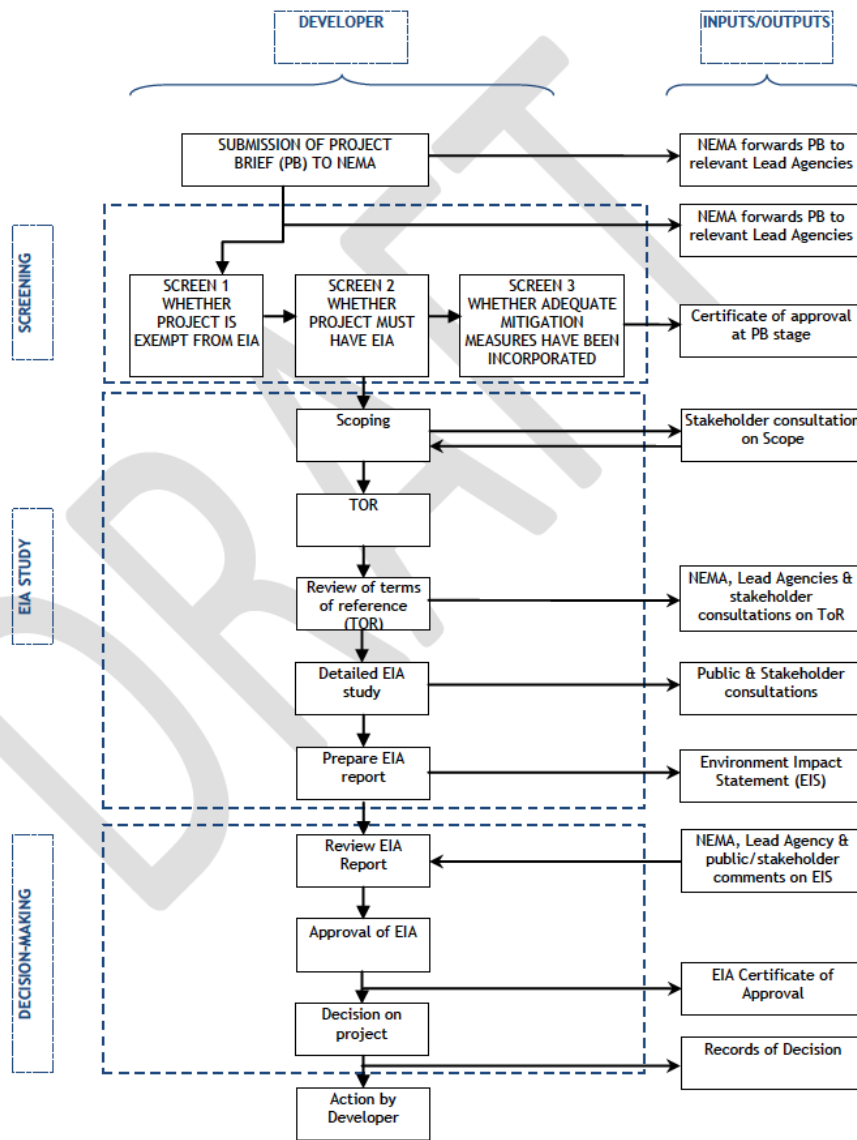 DEVELOPER
INPUTS/OUTPUTS
SUBMISSION OF PROJECT
BRIEF (PB) TO NEMA
NEMA forwards PB to
relevant Lead Agencies
NEMA forwards PB to
relevant Lead Agencies
SCREENING
SCREEN 1
WHETHER
PROJECT IS
EXEMPT FROM EIA
SCREEN 2
WHETHER
PROJECT MUST
HAVE EIA
SCREEN 3
WHETHER ADEQUATE
MITIGATION
MEASURES HAVE BEEN
INCORPORATED
Certificate of approval
at PB stage
EIA STUDY
Scoping
Stakeholder consultation
on Scope
TOR
Review of terms
of reference
(TOR)
NEMA, Lead Agencies &
stakeholder
consultations on ToR
Detailed EIA
study
Public & Stakeholder
consultations
Prepare EIA
report
Environment Impact
Statement (EIS)
DECISION-MAKING
Review EIA
Report
NEMA, Lead Agency &
public/stakeholder
comments on EIS
Approval of EIA
EIA Certificate of
Approval
Decision on
project
Records of Decision
Action by
Developer
DRAFT